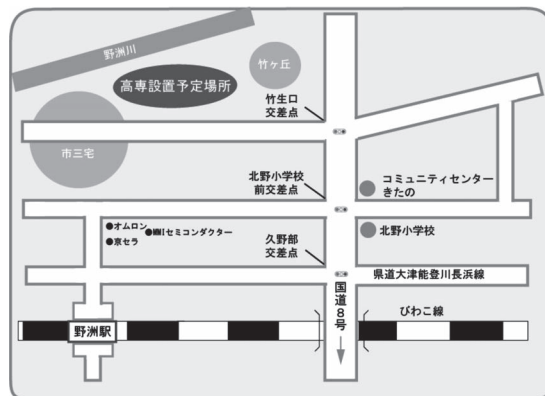 野洲川
竹ヶ丘
高専設置予定場所
竹生口
交差点
市三宅
北野小学校
前交差点
コミュニティセンター
きたの
●オムロン
●MMIセミコンダクター
●京セラ
北野小学校
久野部
交差点
国道8号
県道大津能登川長浜線
びわこ線
野洲駅